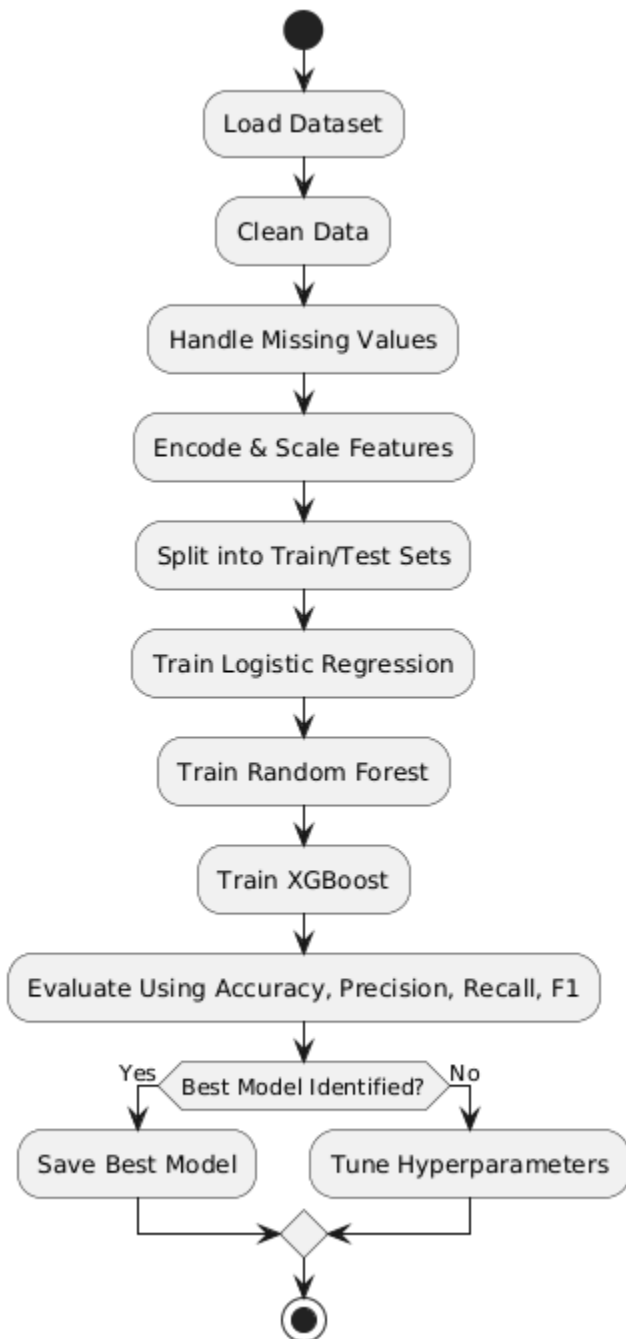 Load Dataset
Clean Data
Handle Missing Values
Encode & Scale Features
Split into Train/Test Sets
Train Logistic Regression
Train Random Forest
Train XGBoost
Evaluate Using Accuracy, Precision, Recall, F1
Yes
Best Model Identified?
No
Save Best Model
Tune Hyperparameters